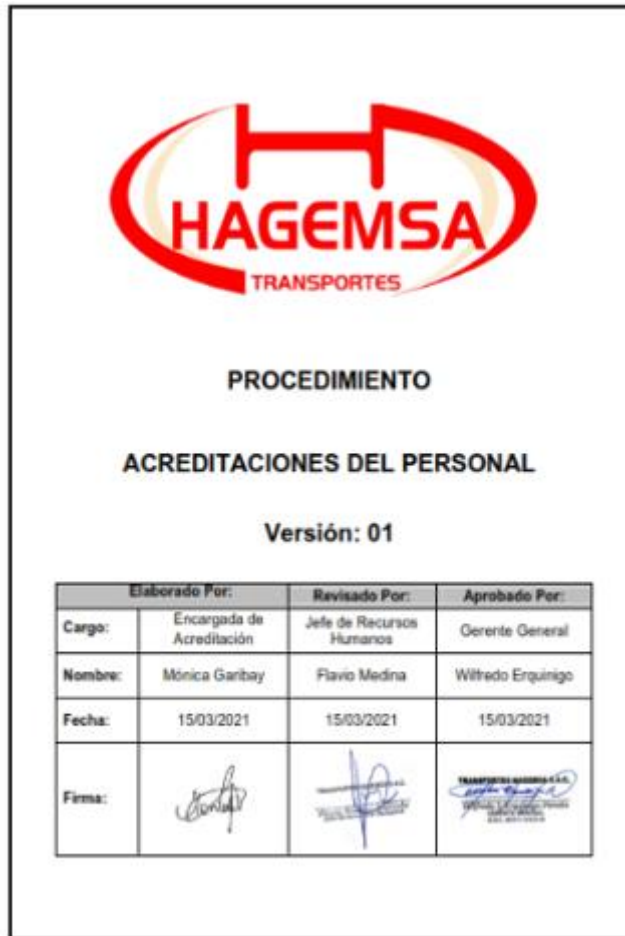 HAGEMSA
TRANSPORTES
PROCEDIMIENTO
ACREDITACIONES DEL PERSONAL
Versión: 01
Elaborado Por: Revisado Por: Aprobado Por:
Cargo: Encargada de Acreditación Jefe de Recursos Humanos Gerente General
Nombre: Mónica Garibay Flavio Medina Wilfredo Erquinigo
Fecha: 15/03/2021 15/03/2021 15/03/2021
Firma:
TRANSPORTES HAGEMSA S.A.C.